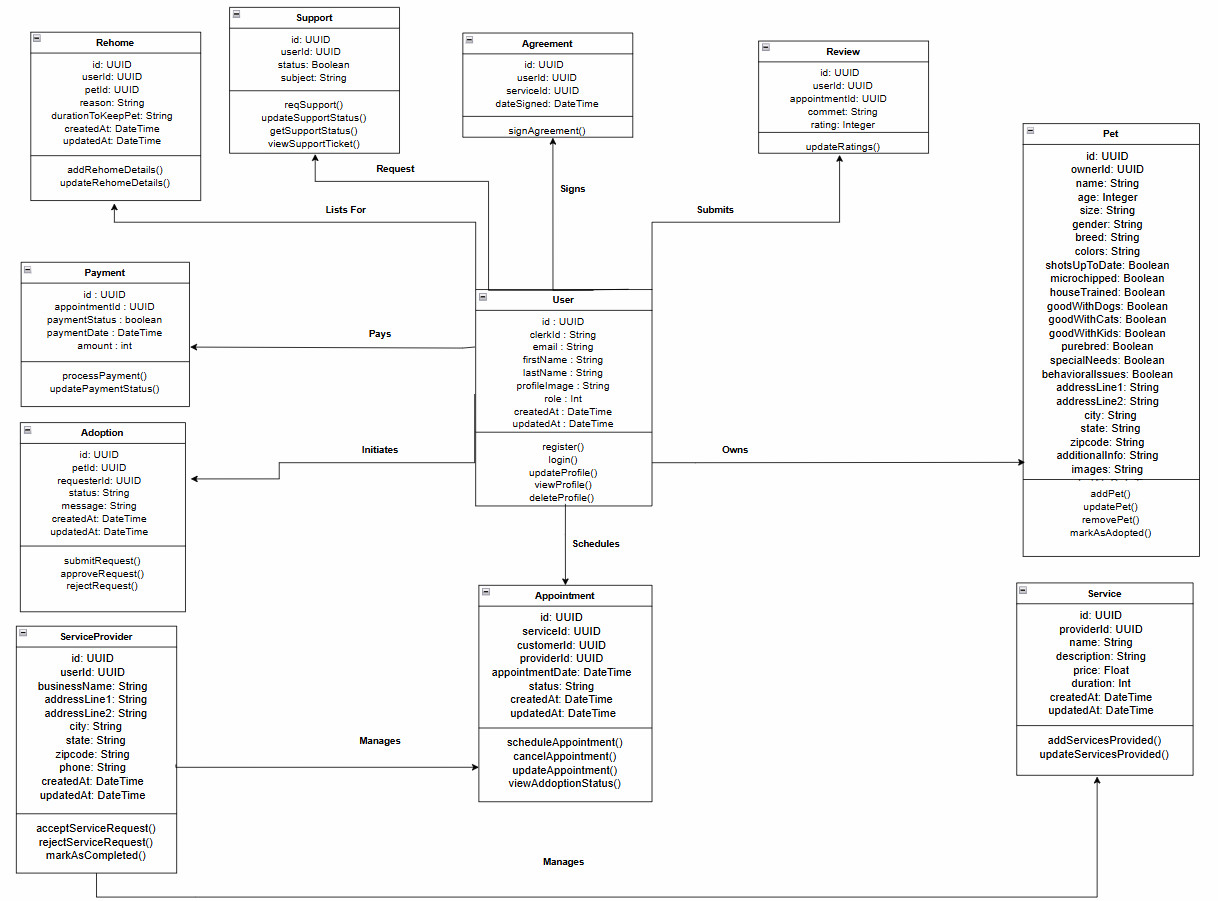 Rehome
id: UUID
userId: UUID
petId: UUID
reason: String
durationToKeepPet: String
createdAt: DateTime
updatedAt: DateTime
addRehomeDetails()
updateRehomeDetails()
Support
id: UUID
userId: UUID
status: Boolean
subject: String
reqSupport()
updateSupportStatus()
getSupportStatus()
viewSupportTicket()
Agreement
id: UUID
userId: UUID
serviceId: UUID
dateSigned: DateTime
signAgreement()
Review
id: UUID
userId: UUID
appointmentId: UUID
commet: String
rating: Integer
updateRatings()
Pet
id: UUID
ownerId: UUID
name: String
age: Integer
size: String
gender: String
breed: String
colors: String
shotsUpToDate: Boolean
microchipped: Boolean
houseTrained: Boolean
goodWithDogs: Boolean
goodWithCats: Boolean
goodWithKids: Boolean
purebred: Boolean
specialNeeds: Boolean
behavioralIssues: Boolean
addressLine1: String
addressLine2: String
city: String
state: String
zipcode: String
additionalInfo: String
images: String
addPet()
updatePet()
removePet()
markAsAdopted()
Request
Signs
Lists For
Submits
Payment
id : UUID
appointmentId : UUID
paymentStatus : boolean
paymentDate : DateTime
amount : int
processPayment()
updatePaymentStatus()
Pays
User
id : UUID
clerkId : String
email : String
firstName : String
lastName : String
profileImage : String
role : Int
createdAt : DateTime
updatedAt : DateTime
register()
login()
updateProfile()
viewProfile()
deleteProfile()
Adoption
id: UUID
petId: UUID
requesterId: UUID
status: String
message: String
createdAt: DateTime
updatedAt: DateTime
submitRequest()
approveRequest()
rejectRequest()
Initiates
Owns
Schedules
Appointment
id: UUID
serviceId: UUID
customerId: UUID
providerId: UUID
appointmentDate: DateTime
status: String
createdAt: DateTime
updatedAt: DateTime
scheduleAppointment()
cancelAppointment()
updateAppointment()
viewAddoptionStatus()
Service
id: UUID
providerId: UUID
name: String
description: String
price: Float
duration: Int
createdAt: DateTime
updatedAt: DateTime
addServicesProvided()
updateServicesProvided()
ServiceProvider
id: UUID
userId: UUID
businessName: String
addressLine1: String
addressLine2: String
city: String
state: String
zipcode: String
phone: String
createdAt: DateTime
updatedAt: DateTime
acceptServiceRequest()
rejectServiceRequest()
markAsCompleted()
Manages
Manages